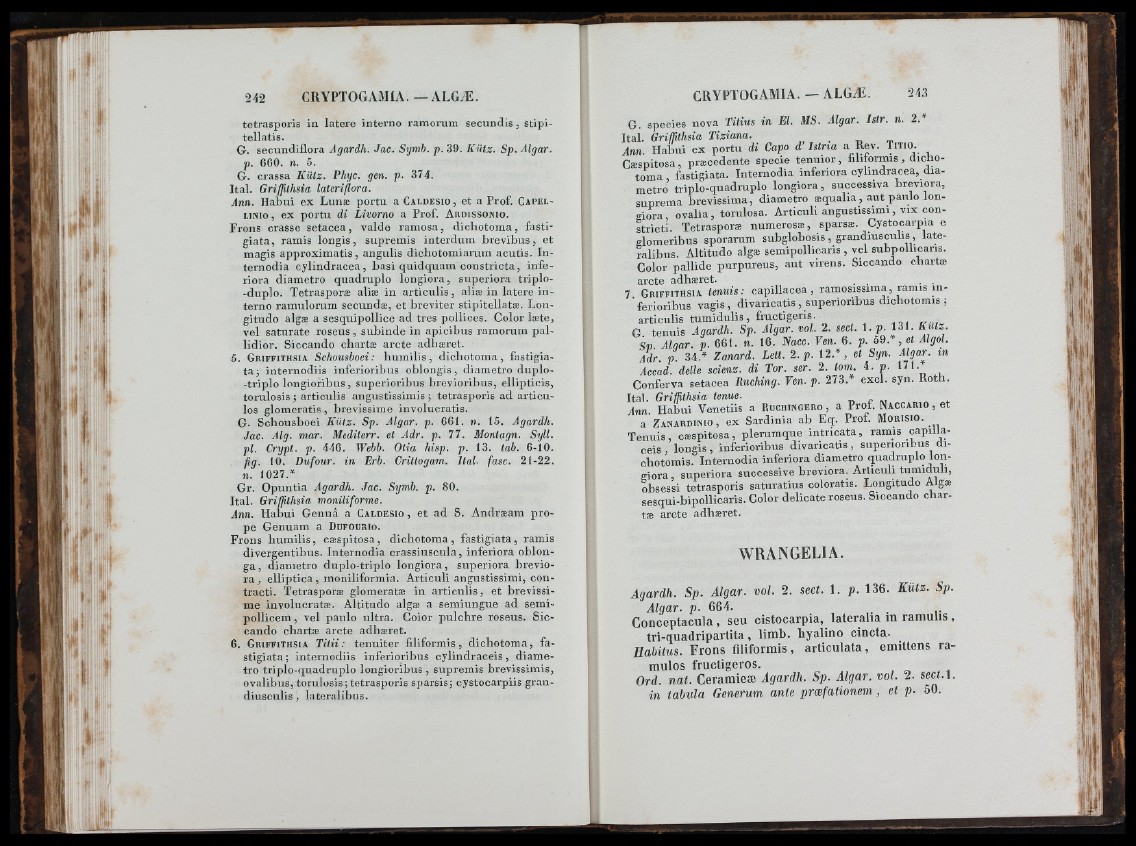 242 CRYPTOGAMIA. — ALGÆ.
tetrasporis in latere interno ramorum secundis, stipi-
tellatis.
G. secundiflora Agardh. Jac. Symb. p. 39. Kütz. Sp. Algar.
p. 660. n. 5.
G. crassa Kütz. Phyc. gen. p. 374.
Ital. Griffithsia lateriflora.
Ann. Habui ex Lunæ portu a CALDESIO, et a Prof. CAPEL-
LINIO, ex portu di Livorno a Prof. ARDISSONIO.
Frons crasse setacea, valde ramosa, dichotoma, fasti-
giata, ramis longis, supremis interdum brevibus, et
magis approximatis, angulis dichotomiarum acutis. In-
ternodia cylindracea, basi quidquam constricta, infe-
riora diametro quadruplo longiora, superiora triplo-
-duplo. Tetrasporæ aliæ in articulis, aliæ in latere in-
terno ramulorum secundæ, et breviter stipitellatæ. Lon-
gitudo algæ a sesquipollice ad tres pollices. Color læte,
vel saturate roseus, subinde in apicibus ramorum pal-
lidior. Siccando chartæ arcte adhæret.
5. GRIFFITHSIA Schousboei: humilis, dichotoma, fastigia-
ta; internodiis inferioribus oblongis, diametro duplo-
-triplo longioribus, superioribus brevioribus, ellipticis,
torulosis; articulis angustissimis; tetrasporis ad articu-
los glomeratis, brevissime involucratis.
G. Schousboei Kütz. Sp. Algar. p. 661. n. 15. Agardh.
Jac. Alg. mar. Mediterr. et Adr. p. 77. Montagn. Syll.
pl. Crypt. p. 446. Webb. Otia hisp. p. 13. tab. 6-10.
fig. 10. Dufour. in Erb. Crittogam. Ital. fasc. 21-22.
n. 1027.*
Gr. Opuntia Agardh. Jac. Symb. p. 80.
Ital. Griffithsia moniliforme.
Ann. Habui Genuâ a CALDESIO, et ad S. Andræam pro-
pe Genuam a DUFOURIO.
Frons humilis, cæspitosa, dichotoma, fastigiata, ramis
divergentibus. Internodia crassiuscula, inferiora oblon-
ga, diametro duplo-triplo longiora, superiora brevio-
ra, elliptica, moniliformia. Articuli angustissimi, con-
tracti. Tetrasporæ glomeratæ in articulis, et brevissi-
me involucratæ. Altitudo algæ a semiungue ad semi-
pollicem, vel paulo ultra. Coior pulchre roseus. Sic-
cando chartæ arcte adhæret.
6. GRIFFITHSIA Titii: tenuiter filiformis, dichotoma, fa-
stigiata; internodiis inferioribus cylindraceis, diame-
tro triplo-quadruplo longioribus, supremis brevissimis,
ovalibus, torulosis; tetrasporis sparsis; cystocarpiis gran-
diusculis, lateralibus.
CRYPTOGAMIA. — ALGÆ. 243
G. species nova Titius in El. MS. Algar. Istr. n. 2.*
Ital. Griffithsia Tiziana.
Ann. Habui ex portu di Capo d' Istria a Rev. TITIO.
Cæspitosa, præcedente specie tenuior, filiformis, dicho-
toma, fastigiata. Internodia inferiora cylindracea, dia-
metro triplo-quadruplo longiora, successiva breviora,
suprema brevissima, diametro æqualia, aut paulo lon-
giora, ovalia, torulosa. Articuli angustissimi, vix con-
stricti. Tetrasporæ numerosæ, sparsæ. Cystocarpia e
glomeribus sporarum subglobosis, grandiusculis, late-
ralibus. Altitudo algæ semipollicaris, vel subpollicaris.
Color pallide purpureus, aut virens. Siccando chartæ
arcte adhæret.
7. GRIFFITHSIA tenuis: capillacea, ramosissima, ramis in-
ferioribus vagis, divaricatis, superioribus dichotomis;
articulis tumidulis, fructigeris.
G. tenuis Agardh. Sp. Algar. vol. 2. sect. 1. p. 131. Kütz.
Sp. Algar. p. 661. n. 16. Nacc. Ven. 6. p. 59.*, et Algol.
Adr. p. 34.* Zanard. Lett. 2. p. 12.*, et Syn. Algar. in
Accad. delle scienz. di Tor. ser. 2. tom. 4. p. 171.*
Conferva setacea Ruching. Ven. p. 273.* excl. syn. Roth.
Ital. Griffithsia tenue.
Ann. Habui Venetiis a RUCHINGERO, a Prof. NACCARIO, et
a ZANARDINIO, ex Sardinia ab Eq. Prof. MORISIO.
Tenuis, cæspitosa, plerumque intricata, ramis capilla-
ceis, longis, inferioribus divaricatis, superioribus di-
chotomis. Internodia inferiora diametro quadruplo lon-
giora, superiora successive breviora. Articuli tumiduli,
obsessi tetrasporis saturatius coloratis. Longitudo Algæ
sesqui-bipollicaris. Color delicate roseus. Siccando char-
tæ arcte adhæret.
WRANGELIA.
Agardh. Sp. Algar. vol. 2. sect. 1. p. 136. Kütz. Sp.
Algar. p. 664.
Conceptacula, seu cistocarpia, lateralia in ramulis,
tri-quadripartita, limb. hyalino cincta.
Habitus. Frons filiformis, articulata, emittens ra-
mulos fructigeros.
Ord. nat. Ceramieæ Agardh. Sp. Algar. vol. 2. sect.1.
in tabula Generum ante præfationem, et p. 50.